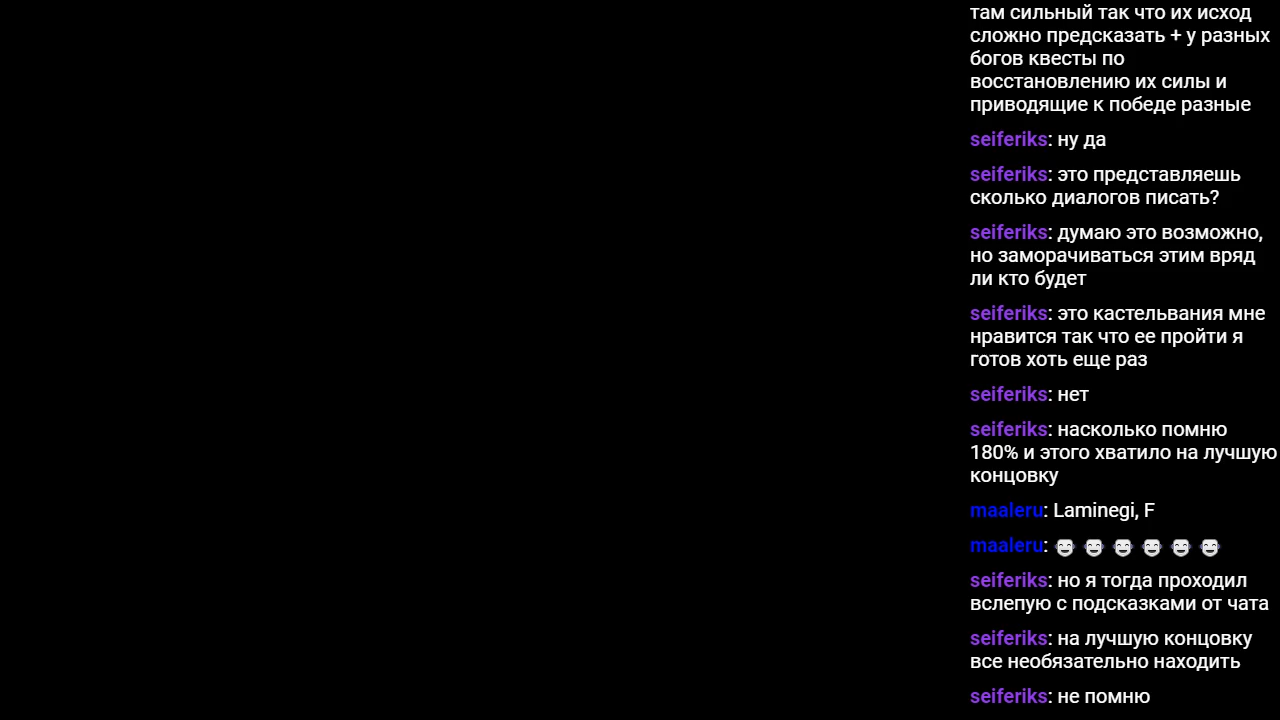 там сильный так что их исход
сложно предсказать + у разных
богов квесты по
восстановлению их силы и
приводящие к победе разные
seiferiks: ну да
seiferiks: это представляешь
сколько диалогов писать?
seiferiks: думаю это возможно,
но заморачиваться этим вряд
ли кто будет
seiferiks: это кастельвания мне
нравится так что ее пройти я
готов хоть еще раз
seiferiks: нет
seiferiks: насколько помню
180% и этого хватило на лучшую
концовку
maaleru: Laminegi, F
maaleru:
seiferiks: но я тогда проходил
вслепую с подсказками от чата
seiferiks: на лучшую концовку
все необязательно находить
seiferiks: не помню